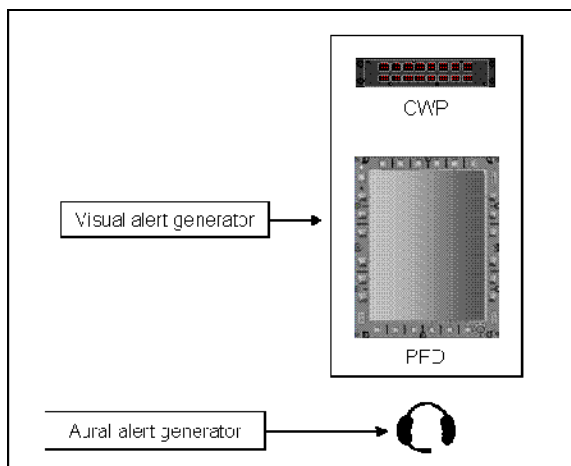 CWP
Visual alert generator
PFD
Aural alert generator